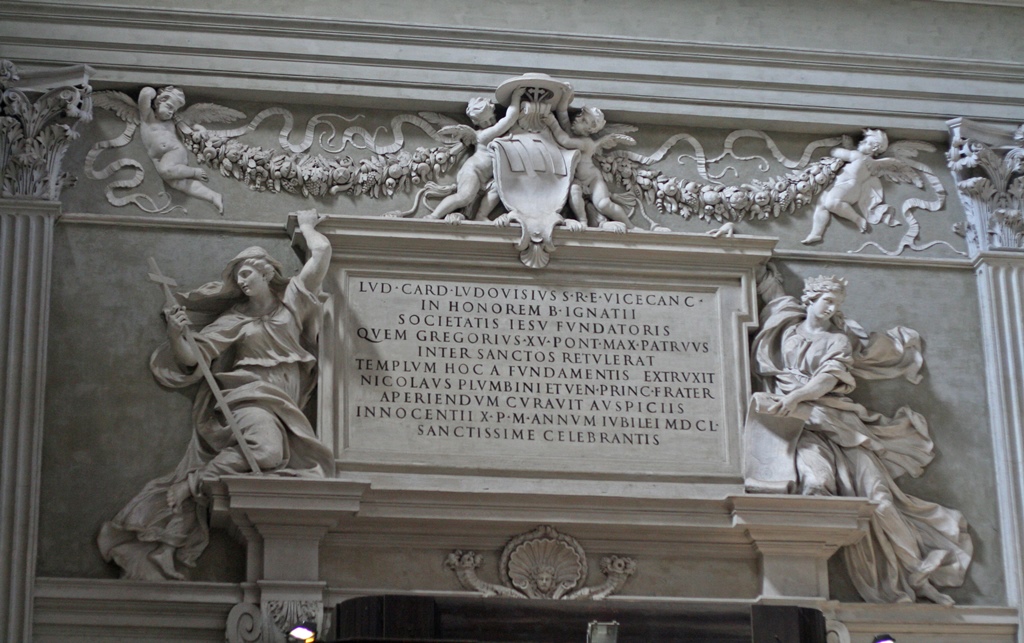 LVD·CARD·LVDOVISIVS S·R·E·VICECANC·
IN HONOREM B·IGNATII
SOCIETATIS IESV FVNDATORIS
QVEM GREGORIVS·XV·PONT·MAX·PATRVVS
INTER SANCTOS RETVLERAT
TEMPLVM HOC A FVNDAMENTIS EXTRVXIT
NICOLAVS PLVMBINI ET VEN·PRINC·FRATER
APERIENDVM CVRAVIT AVSPICIIS
INNOCENTII X·P·M·ANNVM IVBILEI MDCL·
SANCTISSIME CELEBRANTIS